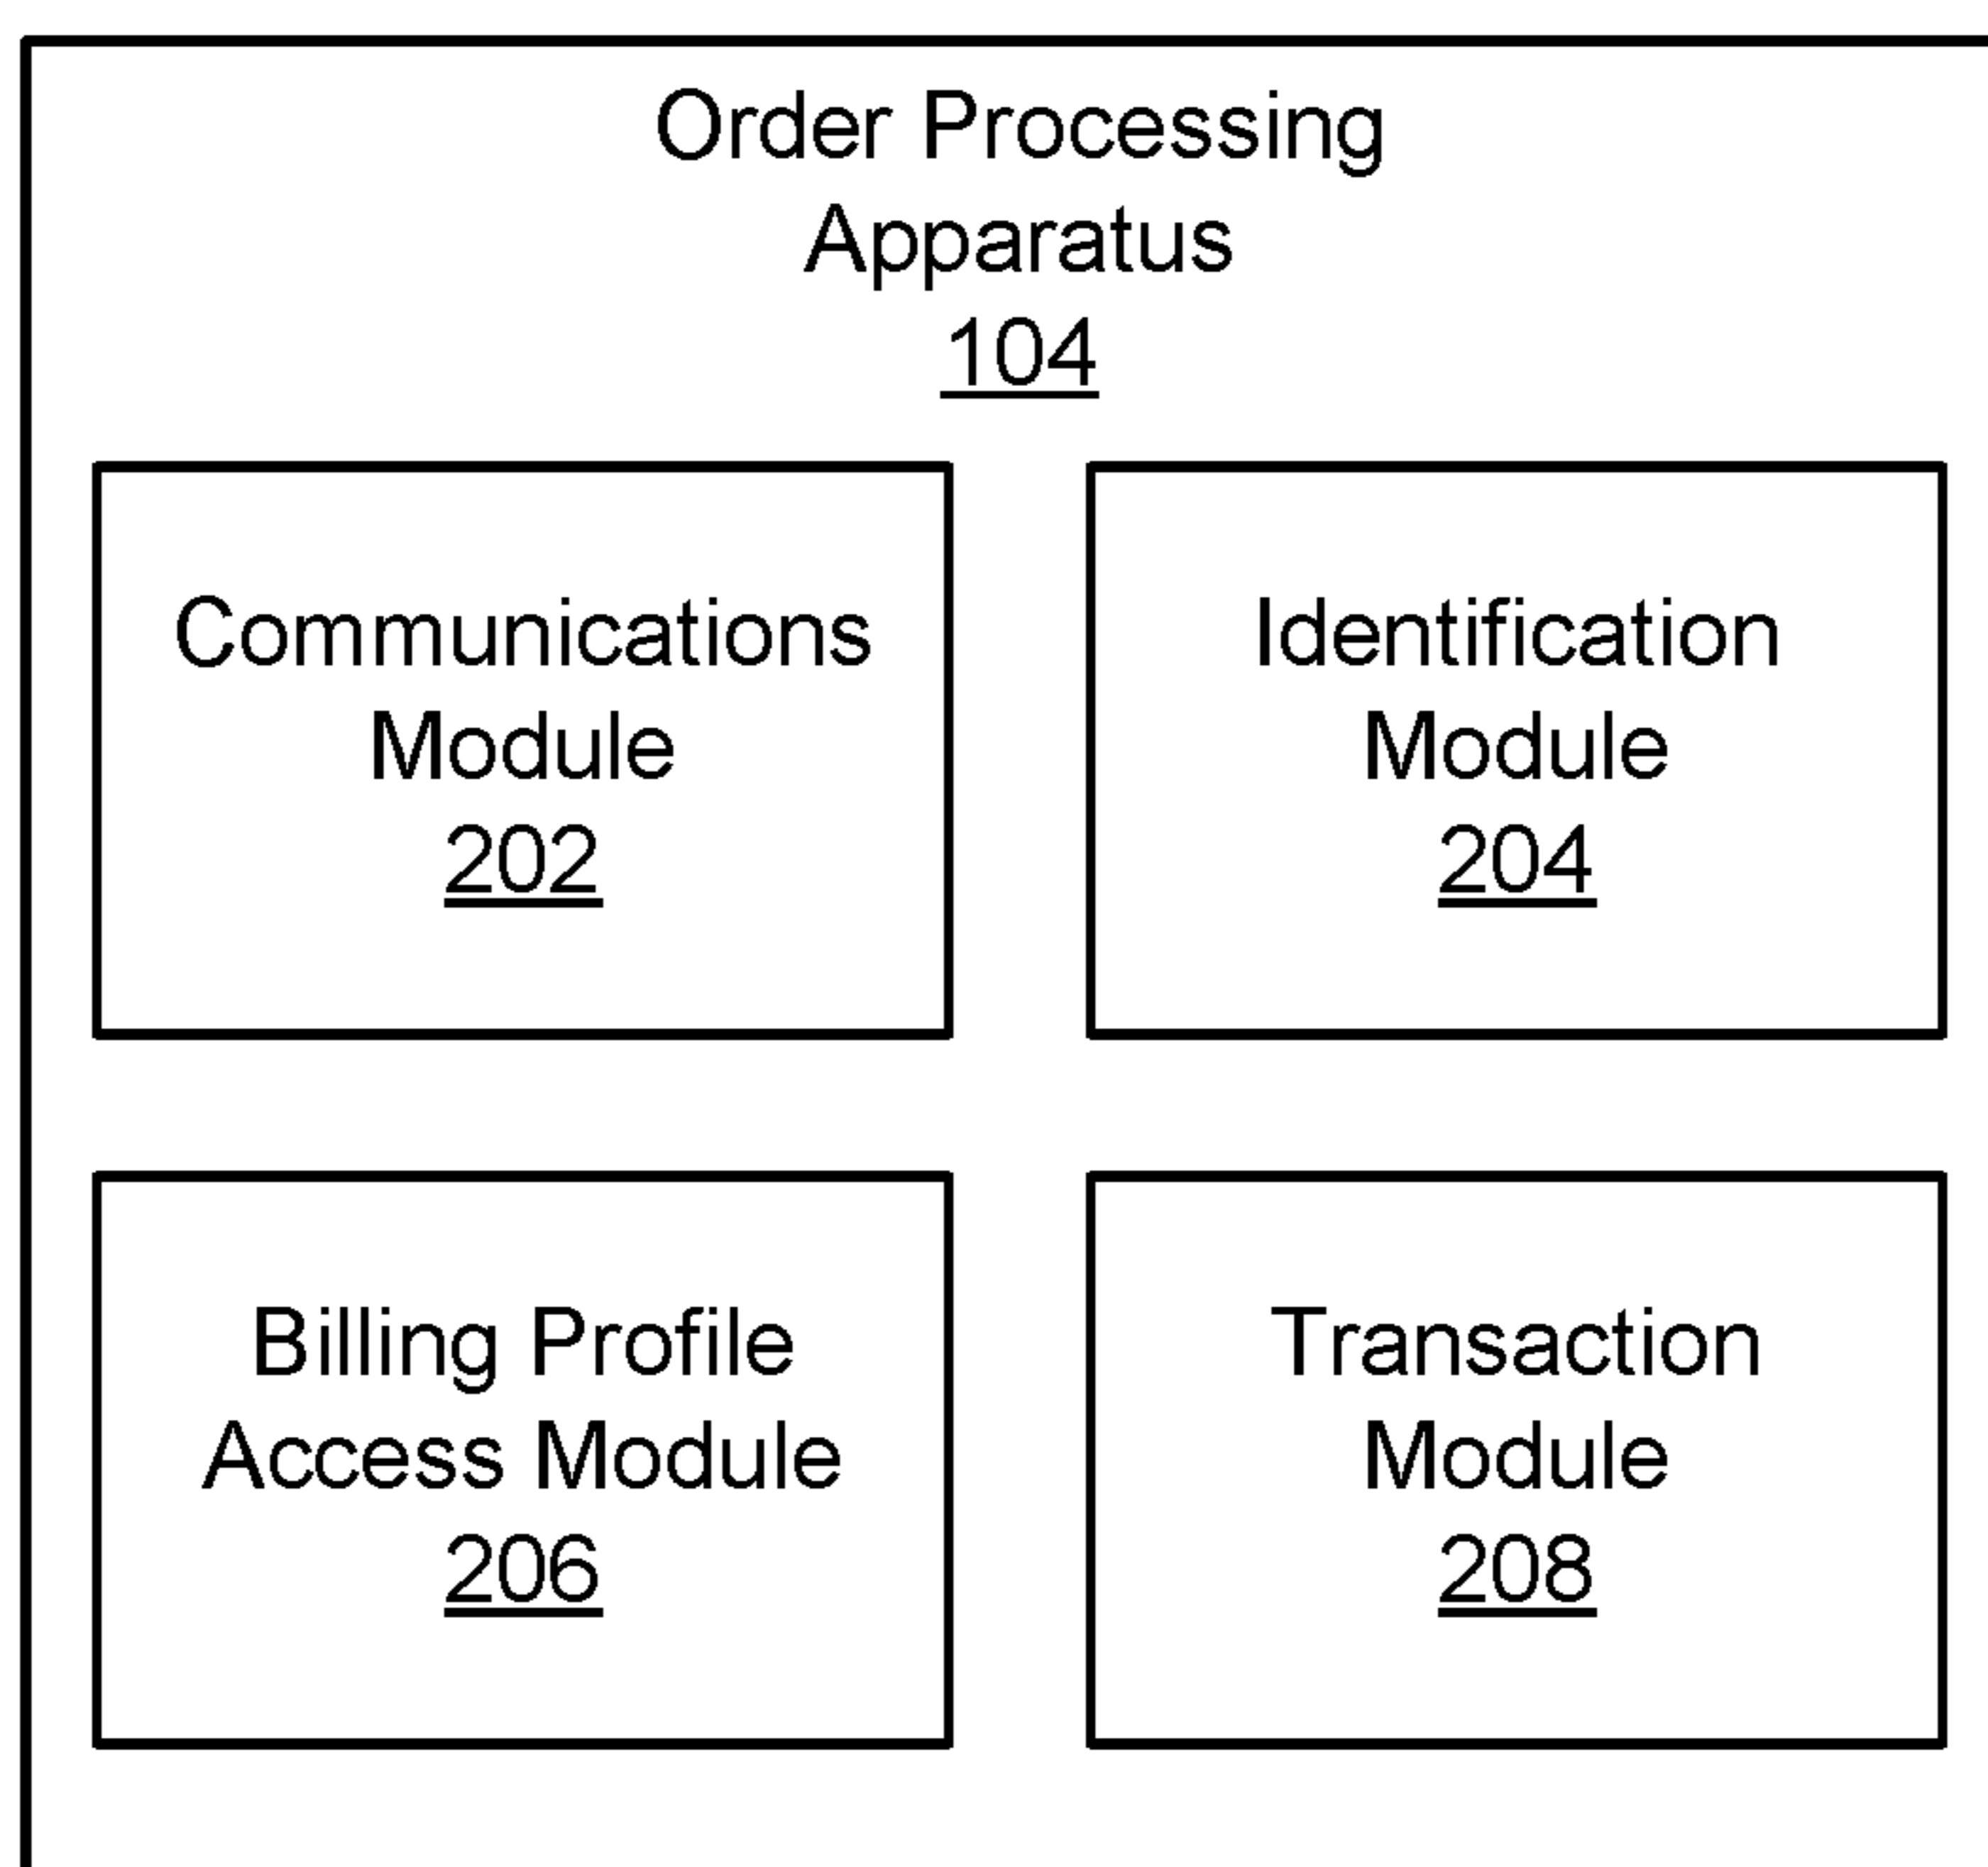 Order Processing
Apparatus
104
Communications
Module
202
Identification
Module
204
Billing Profile
Access Module
206
Transaction
Module
208